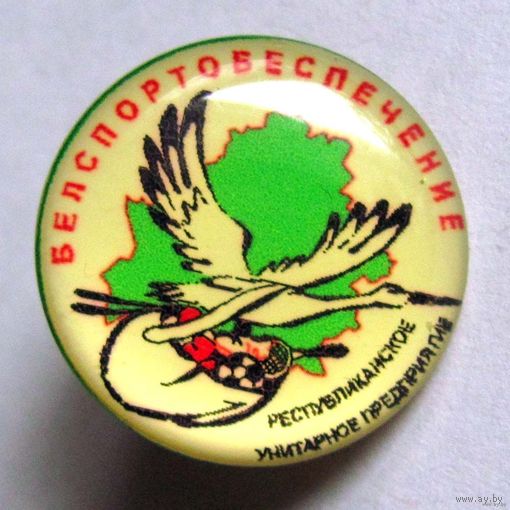 БЕЛСПОРТОБЕСПЕЧЕНИЕ
РЕСПУБЛИКАНСКОЕ
УНИТАРНОЕ ПРЕДПРИЯТИЕ
www.ay.by